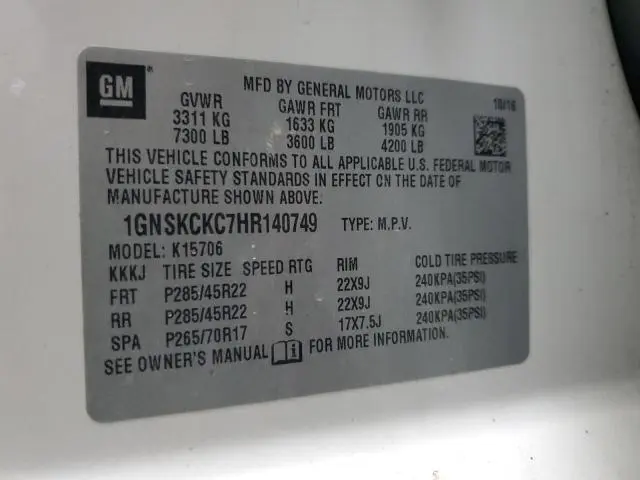 GM
MFD BY GENERAL MOTORS LLC
10/16
GVWR GAWR FRT GAWR RR
3311 KG 1633 KG 1905 KG
7300 LB 3600 LB 4200 LB
THIS VEHICLE CONFORMS TO ALL APPLICABLE U.S. FEDERAL MOTOR
VEHICLE SAFETY STANDARDS IN EFFECT ON THE DATE OF
MANUFACTURE SHOWN ABOVE.
1GNSKCKC7HR140749 TYPE: M.P.V.
MODEL: K15706
KKKJ TIRE SIZE SPEED RTG RIM COLD TIRE PRESSURE
FRT P285/45R22 H 22X9J 240KPA(35PSI)
RR P285/45R22 H 22X9J 240KPA(35PSI)
SPA P265/70R17 S 17X7.5J 240KPA(35PSI)
SEE OWNER'S MANUAL FOR MORE INFORMATION.